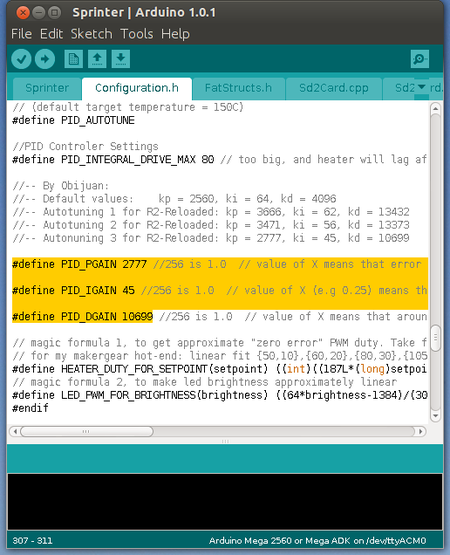 Sprinter | Arduino 1.0.1
File Edit Sketch Tools Help
Sprinter Configuration.h FatStructs.h Sd2Card.cpp
// {default target temperature = 150C}
#define PID_AUTOTUNE
//PID Controler Settings
#define PID_INTEGRAL_DRIVE_MAX 80 // too big, and heater will lag af
//-- By Obijuan:
//-- Default values: kp = 2560, ki = 64, kd = 4096
//-- Autotuning 1 for R2-Reloaded: kp = 3666, ki = 62, kd = 13432
//-- Autotuning 2 for R2-Reloaded: kp = 3471, ki = 56, kd = 13373
//-- Autonuning 3 for R2-Reloaded: kp = 2777, ki = 45, kd = 10699
#define PID_PGAIN 2777 //256 is 1.0 // value of X means that error
#define PID_IGAIN 45 //256 is 1.0 // value of X (e.g 0.25) means th
#define PID_DGAIN 10699 //256 is 1.0 // value of X means that aroun
// magic formula 1, to get approximate "zero error" PWM duty. Take f
// for my makergear hot-end: linear fit {50,10},{60,20},{80,30},{105
#define HEATER_DUTY_FOR_SETPOINT(setpoint) ((int)((187L*(long)setpoi
// magic formula 2, to make led brightness approximately linear
#define LED_PWM_FOR_BRIGHTNESS(brightness) ((64*brightness-1384)/(30
#endif
307 - 311 Arduino Mega 2560 or Mega ADK on /dev/ttyACM0